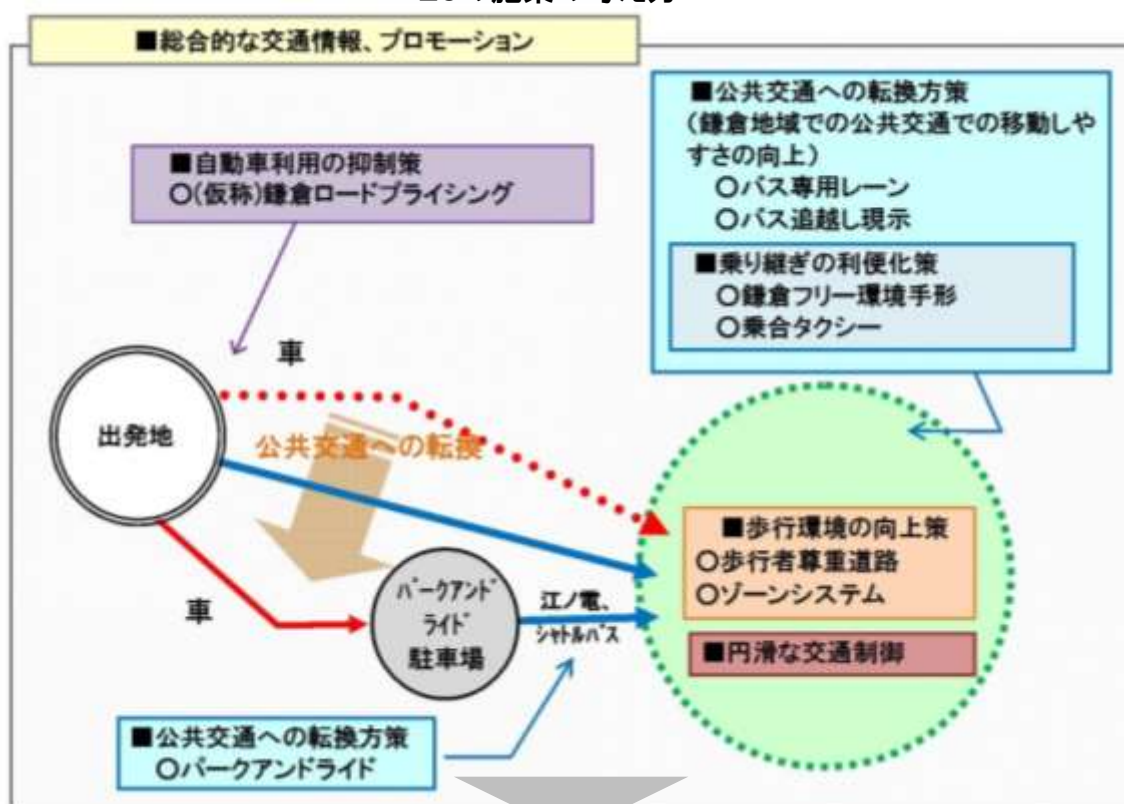 ■総合的な交通情報、プロモーション
■公共交通への転換方策
(鎌倉地域での公共交通での移動しや
すさの向上)
○バス専用レーン
○バス追越し現示
■乗り継ぎの利便化策
○鎌倉フリー環境手形
○乗合タクシー
■自動車利用の抑制策
○(仮称)鎌倉ロードプライシング
車
出発地
公共交通への転換
■歩行環境の向上策
○歩行者尊重道路
○ゾーンシステム
■円滑な交通制御
車
ﾊﾟｰｸｱﾝﾄﾞ
ﾗｲﾄﾞ
駐車場
江ノ電、
ｼｬﾄﾙﾊﾞｽ
■公共交通への転換方策
○パークアンドライド